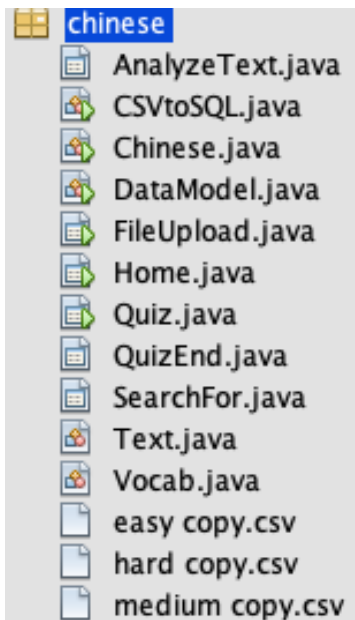 chinese
AnalyzeText.java
CSVtoSQL.java
Chinese.java
DataModel.java
FileUpload.java
Home.java
Quiz.java
QuizEnd.java
SearchFor.java
Text.java
Vocab.java
easy copy.csv
hard copy.csv
medium copy.csv